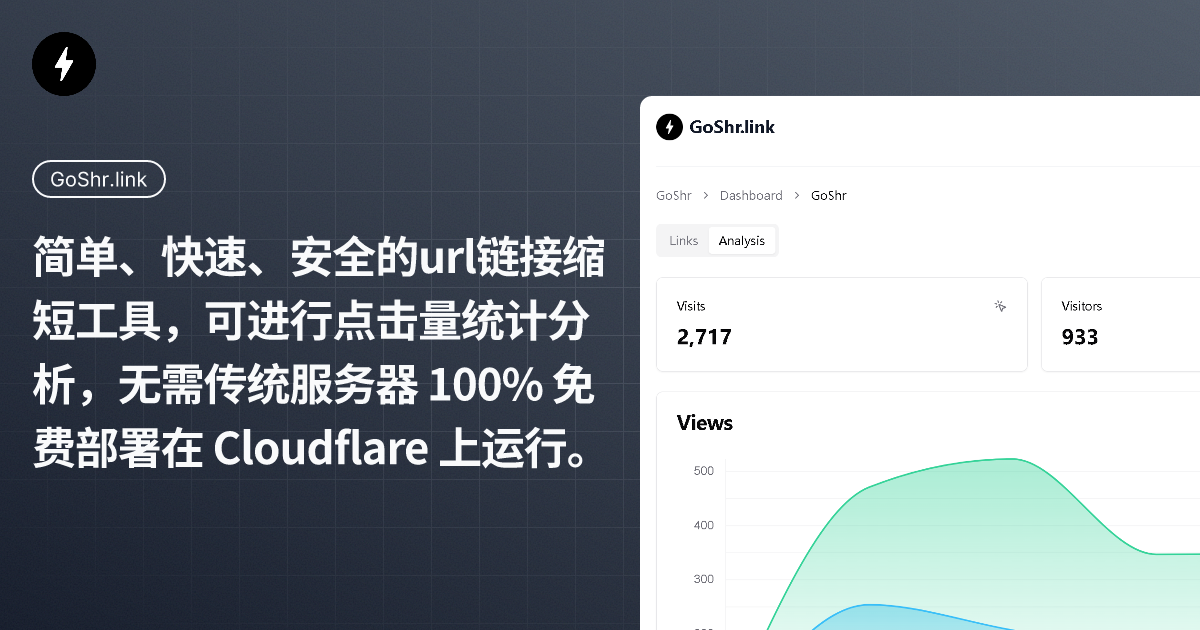 GoShr.link
简单、快速、安全的url链接缩
短工具，可进行点击量统计分
析，无需传统服务器 100% 免
费部署在 Cloudflare 上运行。
GoShr.link
GoShr > Dashboard > GoShr
Links Analysis
Visits
2,717
Visitors
933
Views
500
400
300